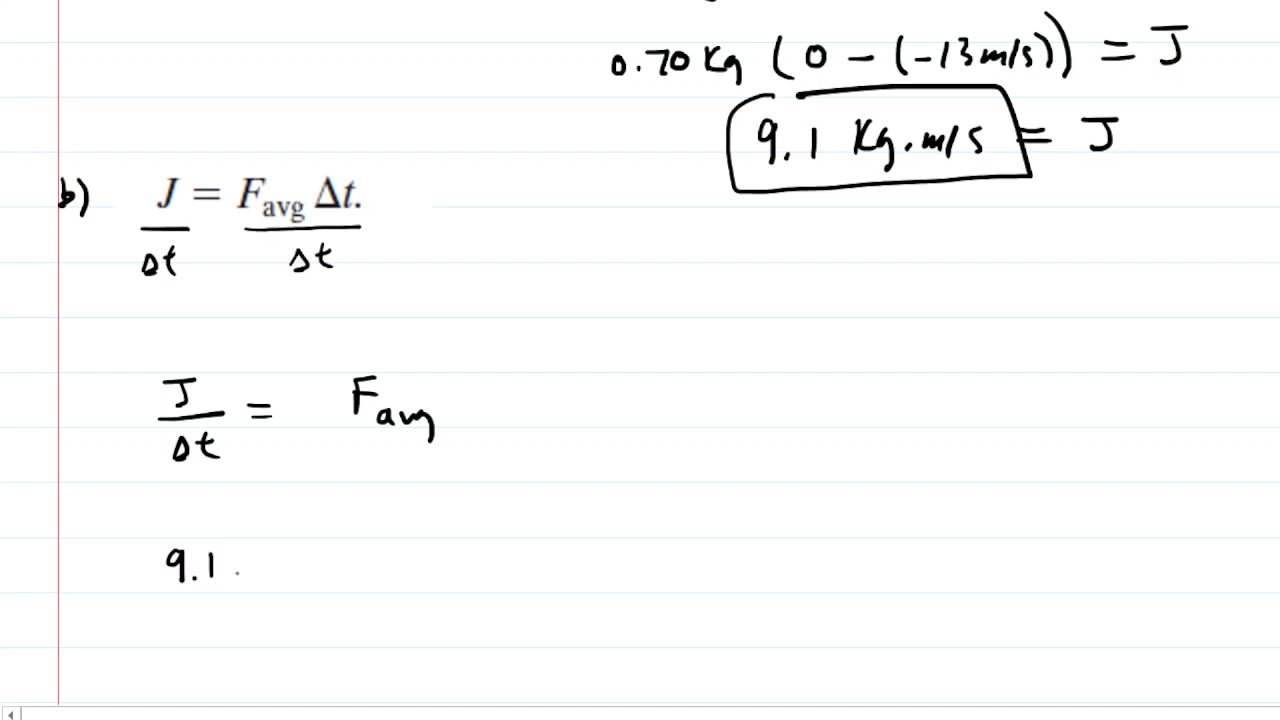 0.70 Kg (0 - (-13 m/s)) = J
9.1 Kg·m/s = J
b) J = F_avg Δt.
Δt Δt
J
Δt = F_avg
9.1